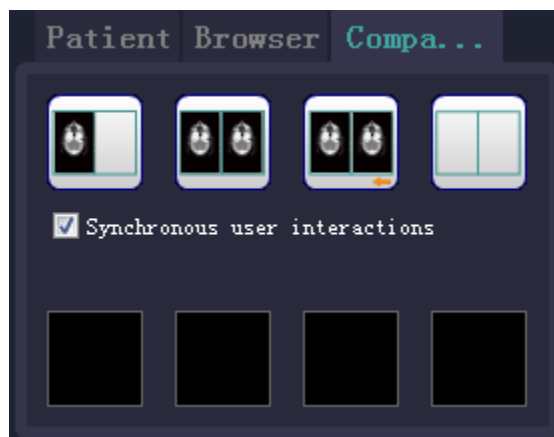 Patient Browser Compa...
Synchronous user interactions